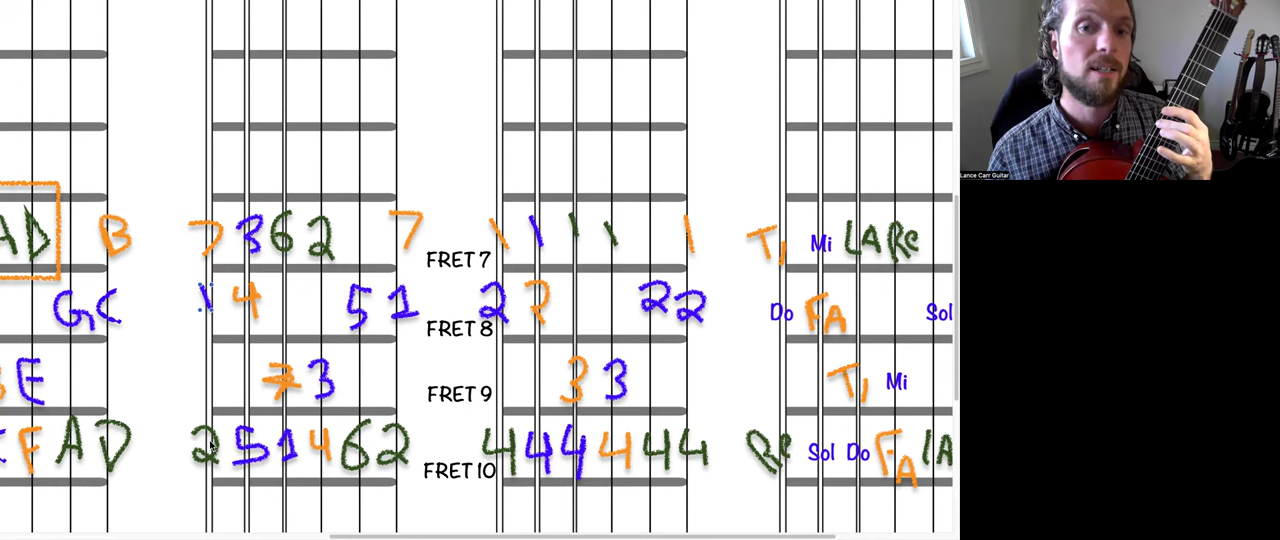 A D B 7 3 6 2 7 1 1 1 1 1 Ti Mi LA Re
FRET 7
G C 1 4 5 1 2 2 2 2 Do FA Sol
FRET 8
E 7 3 3 3 Ti Mi
FRET 9
F A D 2 5 1 4 6 2 4 4 4 4 4 4 Re Sol Do FA LA
FRET 10
Lance Carr Guitar